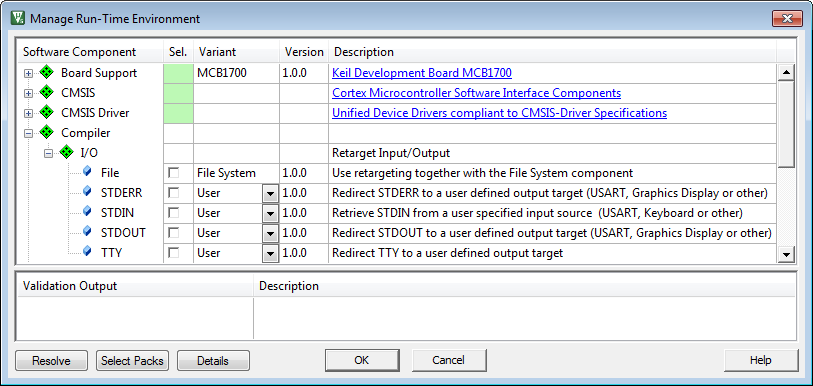 Manage Run-Time Environment
Software Component Sel. Variant Version Description
Board Support MCB1700 1.0.0 Keil Development Board MCB1700
CMSIS Cortex Microcontroller Software Interface Components
CMSIS Driver Unified Device Drivers compliant to CMSIS-Driver Specifications
Compiler
I/O Retarget Input/Output
File File System 1.0.0 Use retargeting together with the File System component
STDERR User 1.0.0 Redirect STDERR to a user defined output target (USART, Graphics Display or other)
STDIN User 1.0.0 Retrieve STDIN from a user specified input source (USART, Keyboard or other)
STDOUT User 1.0.0 Redirect STDOUT to a user defined output target (USART, Graphics Display or other)
TTY User 1.0.0 Redirect TTY to a user defined output target
Validation Output Description
Resolve Select Packs Details OK Cancel Help